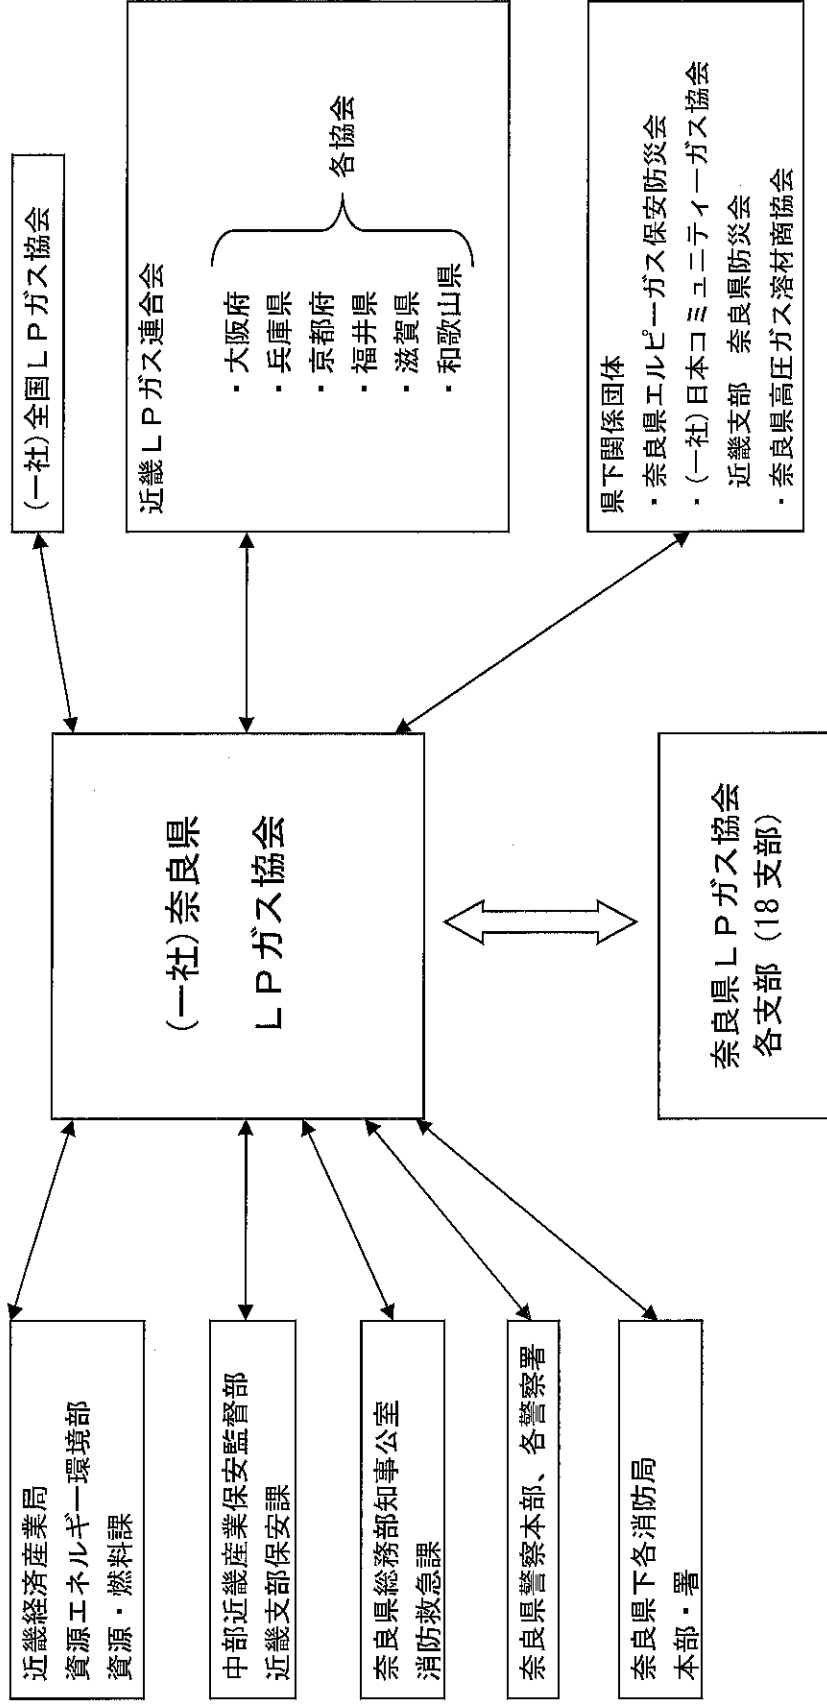 近畿経済産業局
資源エネルギー環境部
資源・燃料課
中部近畿産業保安監督部
近畿支部保安課
奈良県総務部知事公室
消防救急課
奈良県警察本部、各警察署
奈良県下各消防局
本部・署
(一社)奈良県
LPガス協会
奈良県LPガス協会
各支部(18支部)
(一社)全国LPガス協会
近畿LPガス連合会
・大阪府
・兵庫県
・京都府
・福井県
・滋賀県
・和歌山県
各協会
県下関係団体
・奈良県エルピーガス保安防災会
・(一社)日本コミュニティーガス協会
近畿支部 奈良県防災会
・奈良県高圧ガス溶材商協会